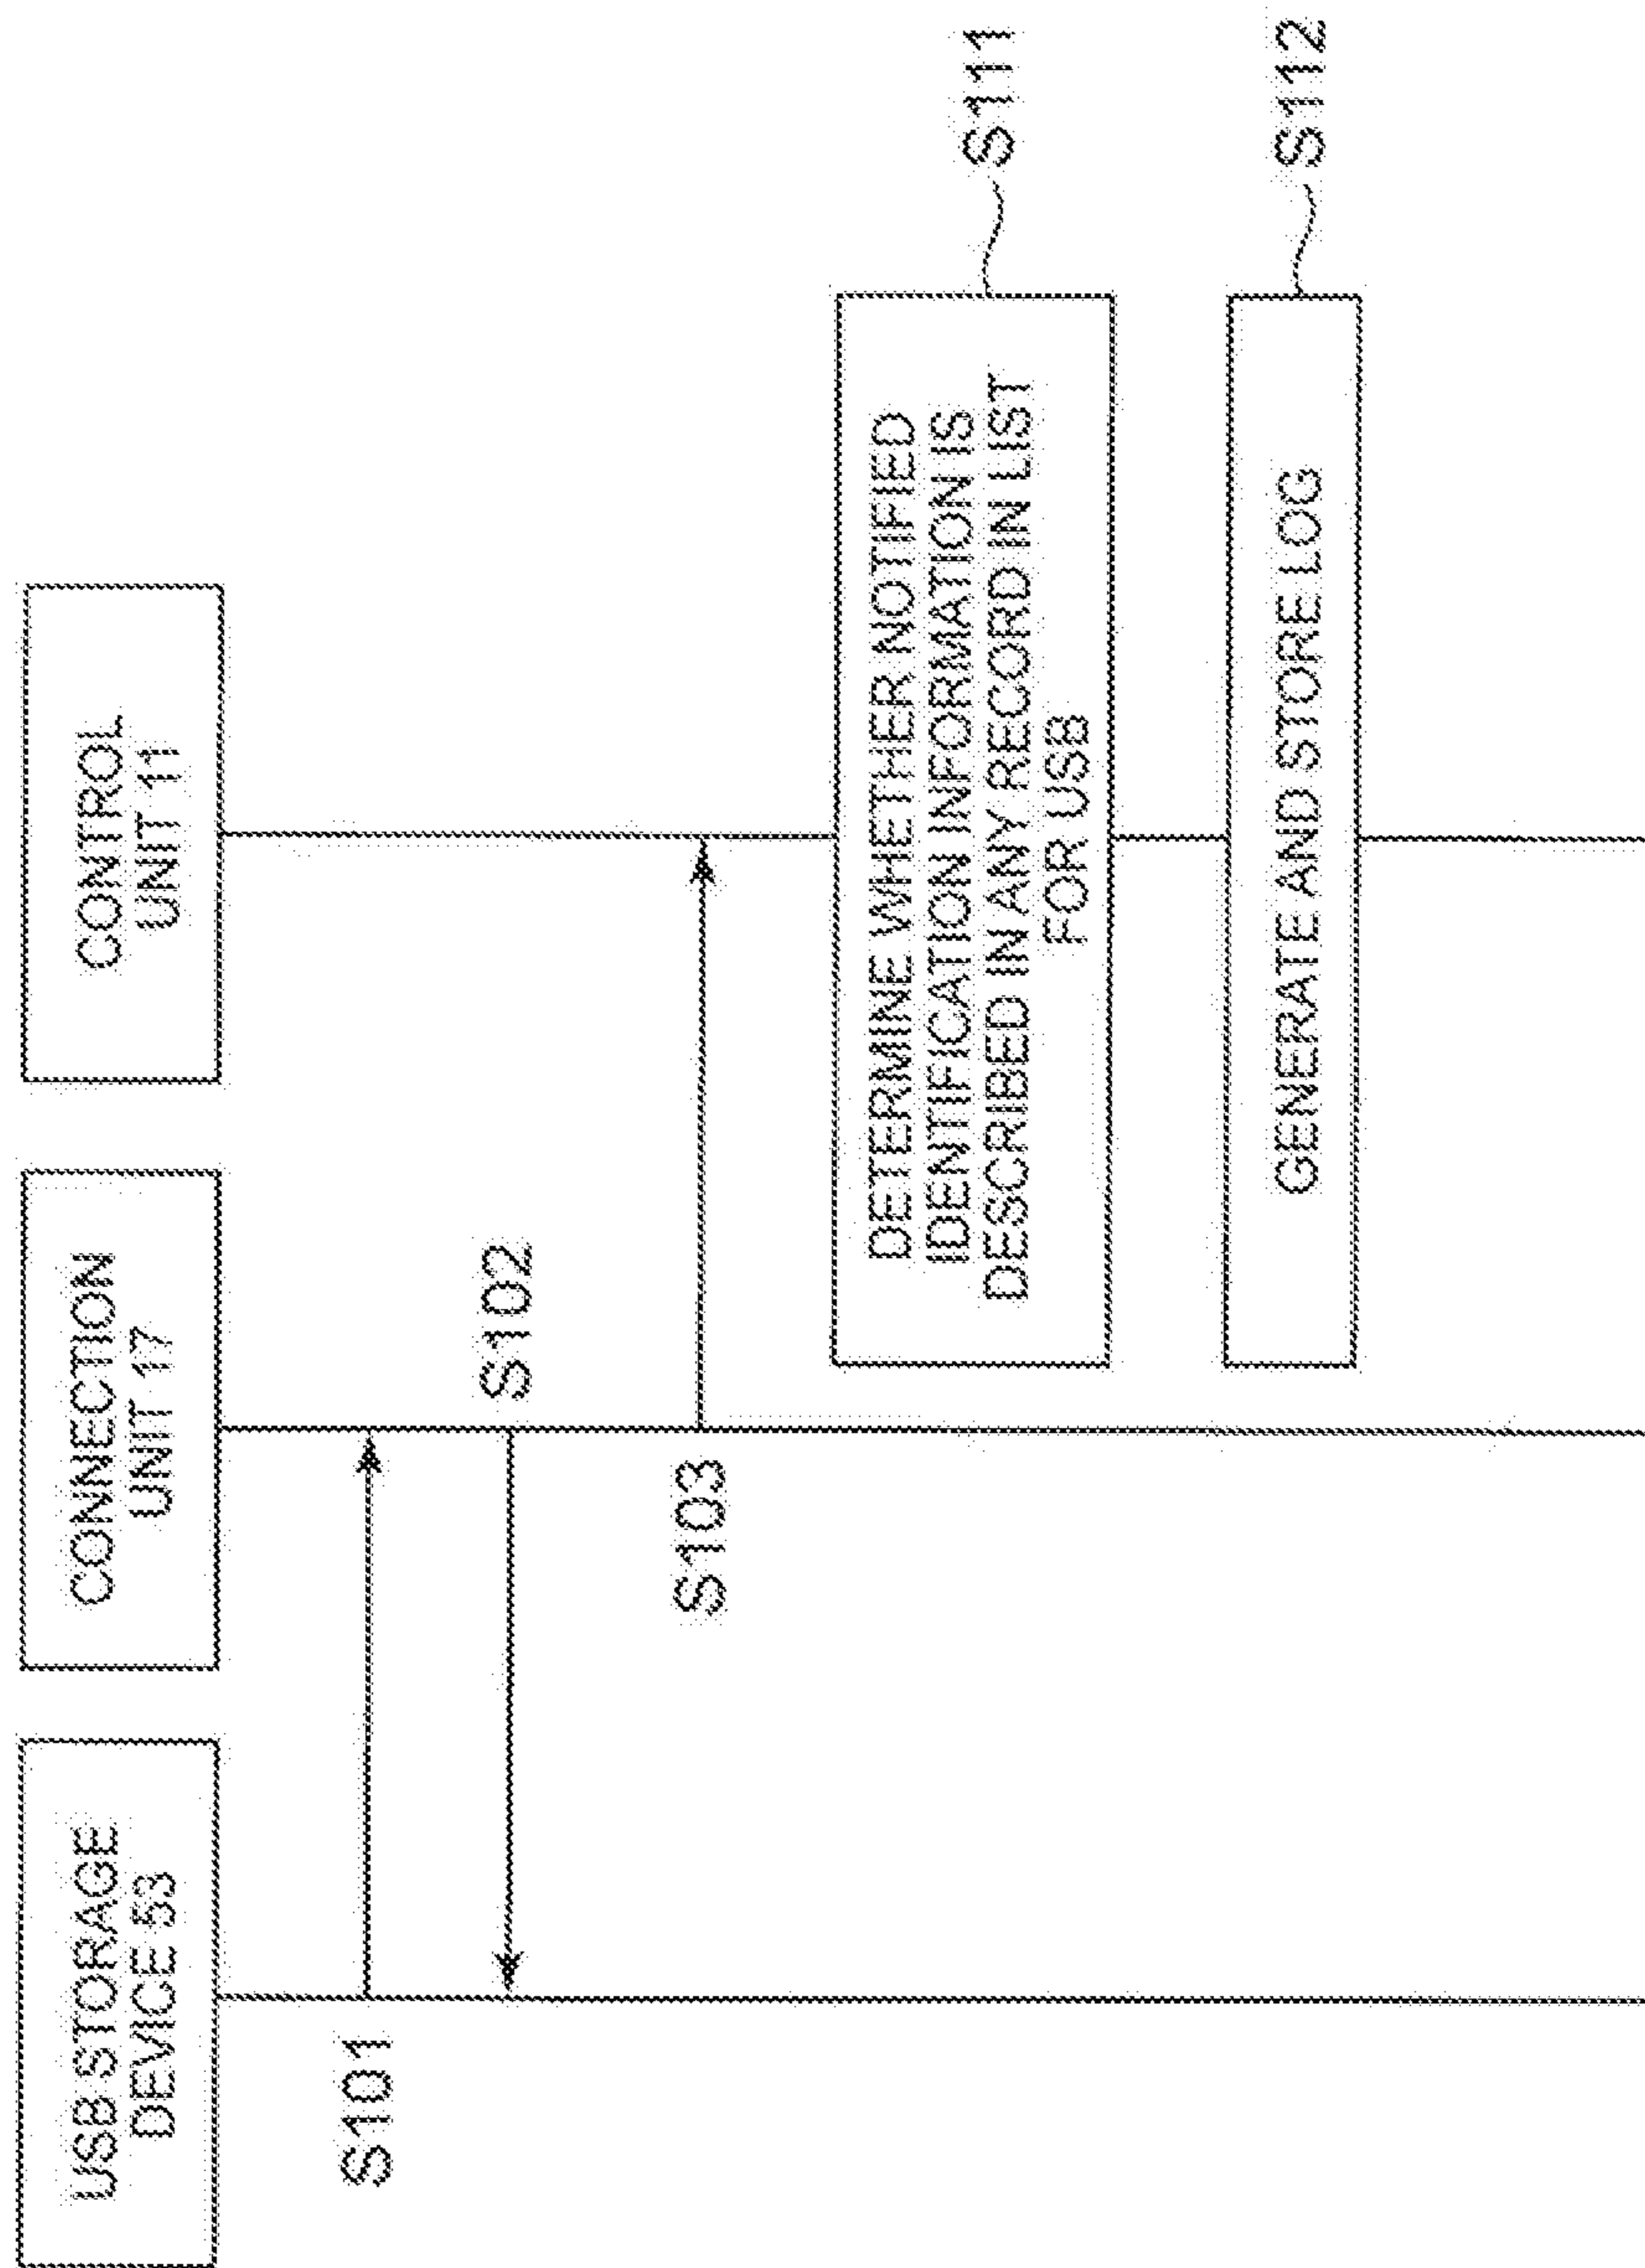 USB STORAGE
DEVICE 53
CONNECTION
UNIT 17
CONTROL
UNIT 11
S101
S102
S103
DETERMINE WHETHER NOTIFIED
IDENTIFICATION INFORMATION IS
DESCRIBED IN ANY RECORD IN LIST
FOR USB
S111
GENERATE AND STORE LOG
S112